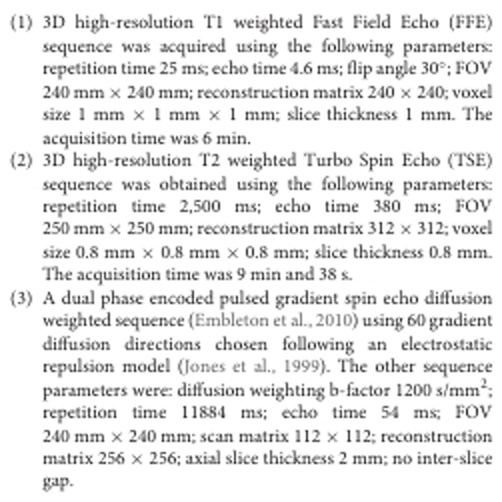 (1) 3D high-resolution T1 weighted Fast Field Echo (FFE)
sequence was acquired using the following parameters:
repetition time 25 ms; echo time 4.6 ms; flip angle 30°; FOV
240 mm × 240 mm; reconstruction matrix 240 × 240; voxel
size 1 mm × 1 mm × 1 mm; slice thickness 1 mm. The
acquisition time was 6 min.
(2) 3D high-resolution T2 weighted Turbo Spin Echo (TSE)
sequence was obtained using the following parameters:
repetition time 2,500 ms; echo time 380 ms; FOV
250 mm × 250 mm; reconstruction matrix 312 × 312; voxel
size 0.8 mm × 0.8 mm × 0.8 mm; slice thickness 0.8 mm.
The acquisition time was 9 min and 38 s.
(3) A dual phase encoded pulsed gradient spin echo diffusion
weighted sequence (Embleton et al., 2010) using 60 gradient
diffusion directions chosen following an electrostatic
repulsion model (Jones et al., 1999). The other sequence
parameters were: diffusion weighting b-factor 1200 s/mm²;
repetition time 11884 ms; echo time 54 ms; FOV
240 mm × 240 mm; scan matrix 112 × 112; reconstruction
matrix 256 × 256; axial slice thickness 2 mm; no inter-slice
gap.